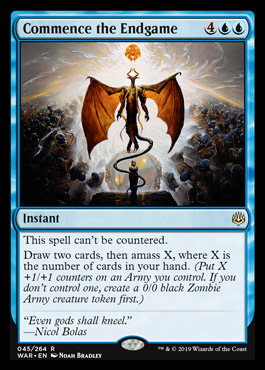 Commence the Endgame 4
Instant
This spell can't be countered.
Draw two cards, then amass X, where X is
the number of cards in your hand. (Put X
+1/+1 counters on an Army you control. If you
don't control one, create a 0/0 black Zombie
Army creature token first.)
"Even gods shall kneel."
—Nicol Bolas
045/264 R
WAR • EN Noah Bradley
™ & © 2019 Wizards of the Coast